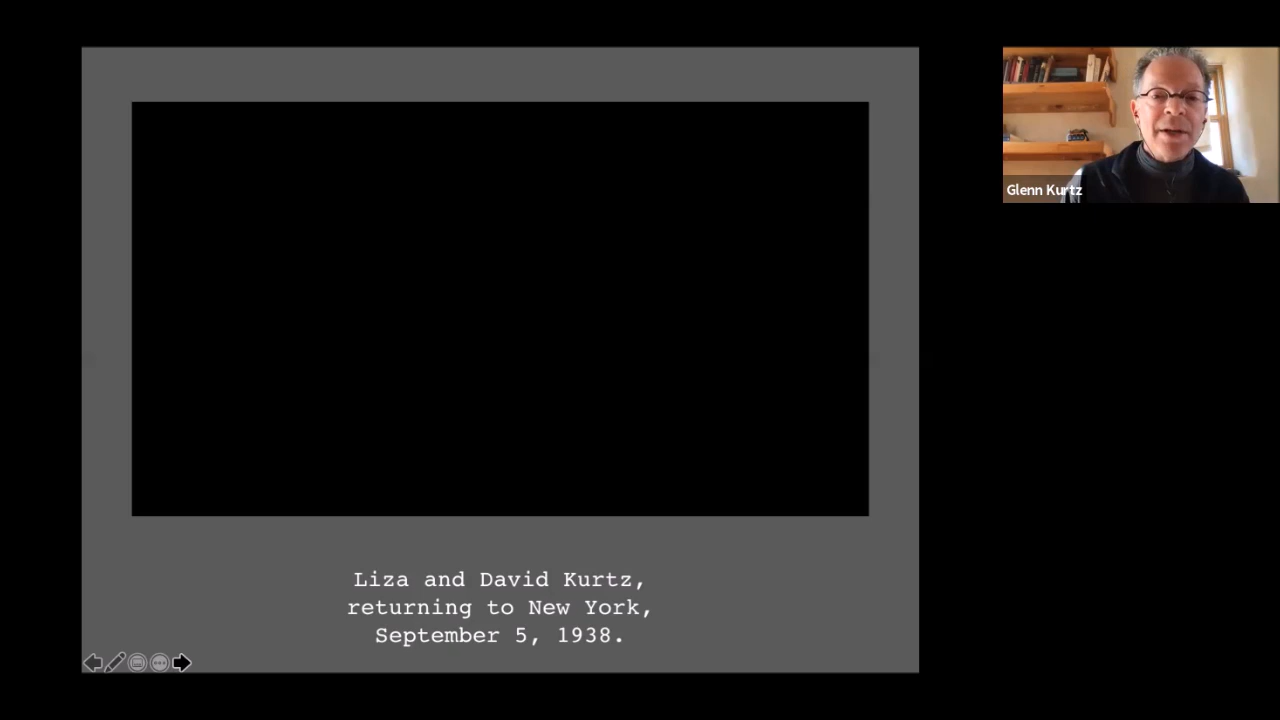 Glenn Kurtz
Liza and David Kurtz,
returning to New York,
September 5, 1938.